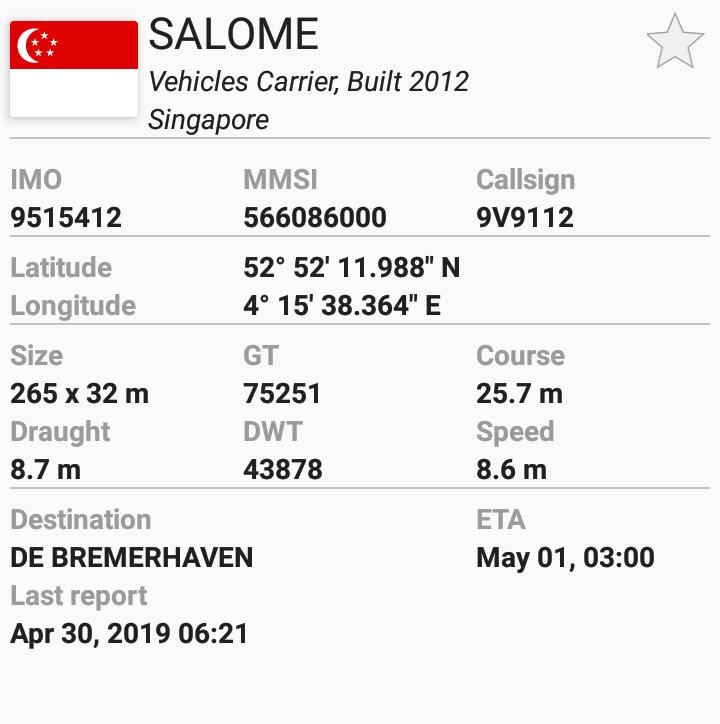 SALOME
Vehicles Carrier, Built 2012
Singapore
IMO MMSI Callsign
9515412 566086000 9V9112
Latitude 52° 52' 11.988" N
Longitude 4° 15' 38.364" E
Size GT Course
265 x 32 m 75251 25.7 m
Draught DWT Speed
8.7 m 43878 8.6 m
Destination ETA
DE BREMERHAVEN May 01, 03:00
Last report
Apr 30, 2019 06:21